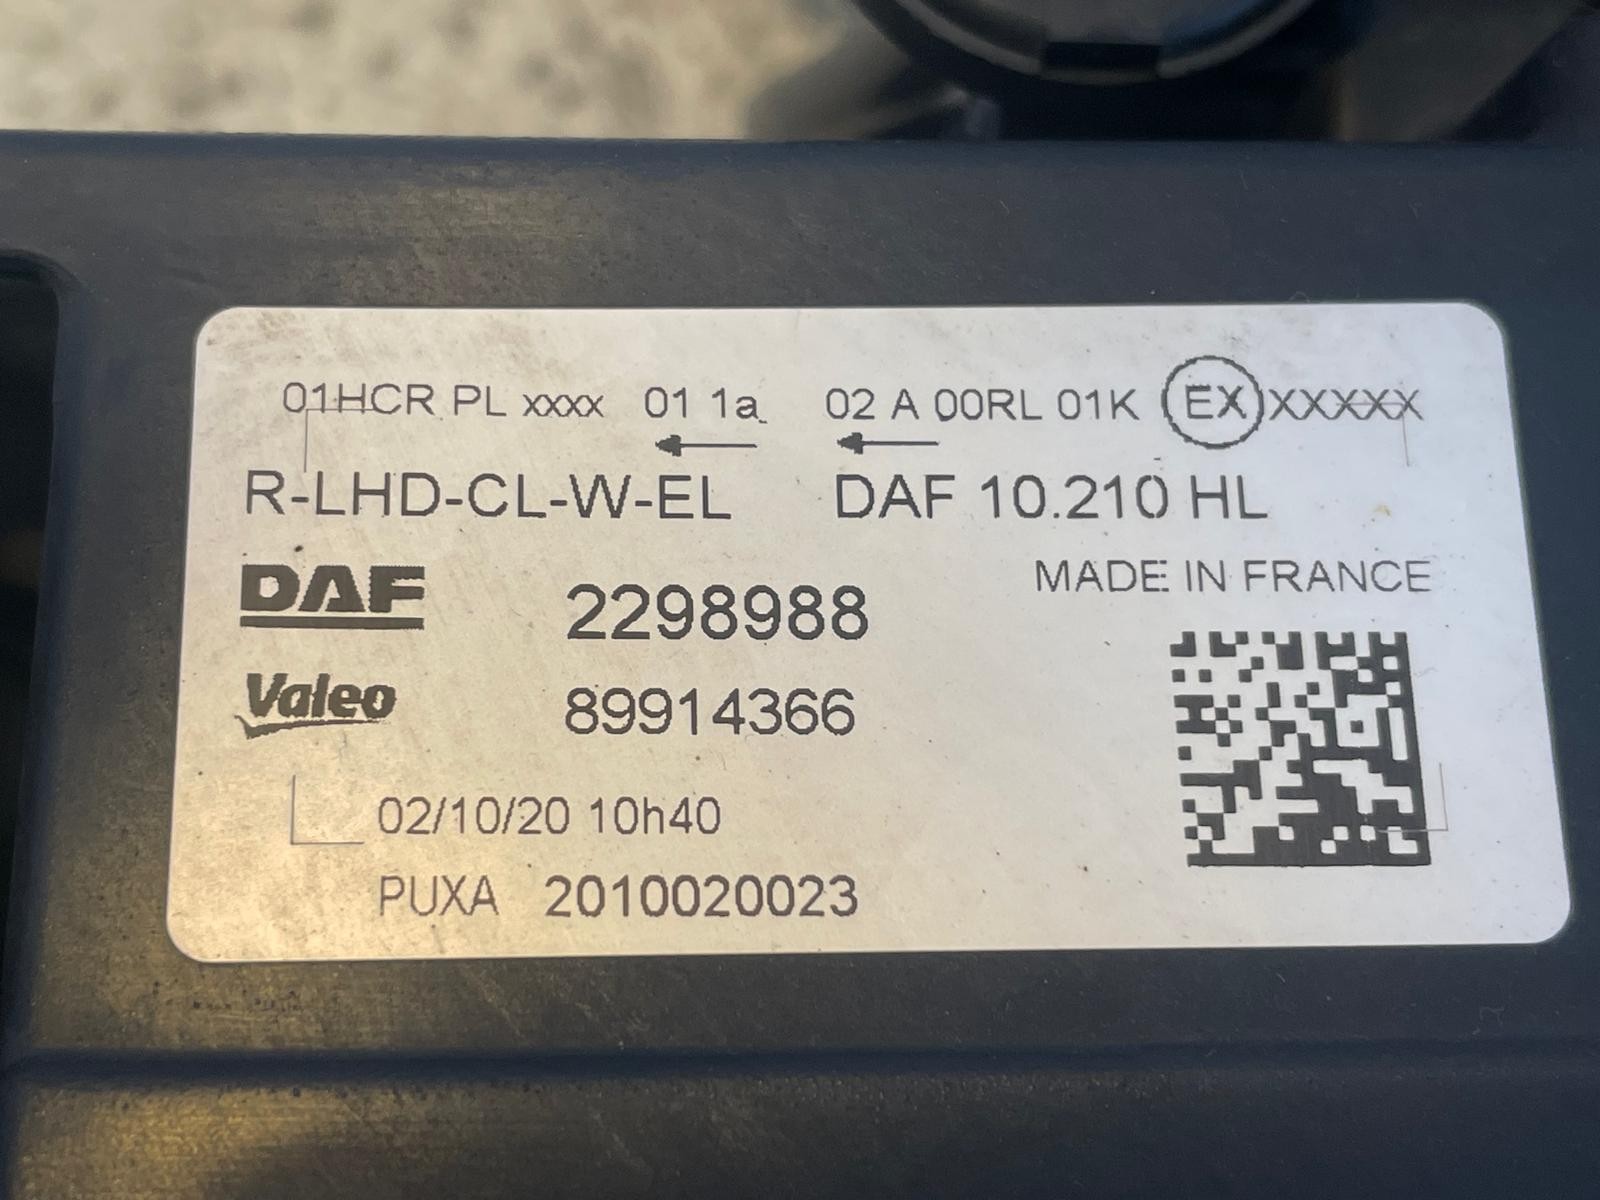 01HCR PL xxxx 01 1a 02 A 00RL 01K EX XXXXX
R-LHD-CL-W-EL DAF 10.210 HL
MADE IN FRANCE
DAF 2298988
Valeo 89914366
02/10/20 10h40
PUXA 2010020023